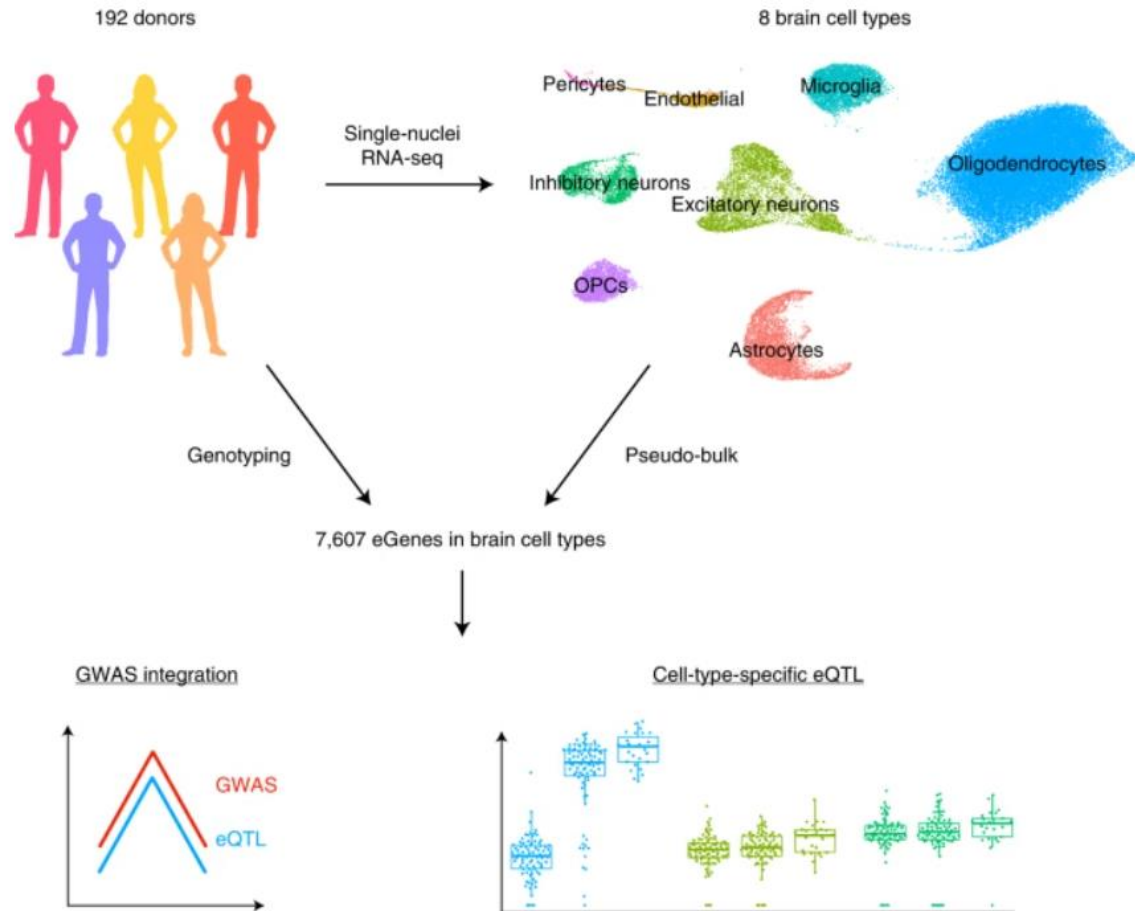 192 donors
8 brain cell types
Pericytes
Endothelial
Microglia
Single-nuclei
RNA-seq
Oligodendrocytes
Inhibitory neurons
Excitatory neurons
OPCs
Astrocytes
Genotyping
Pseudo-bulk
7,607 eGenes in brain cell types
GWAS integration
Cell-type-specific eQTL
GWAS
eQTL